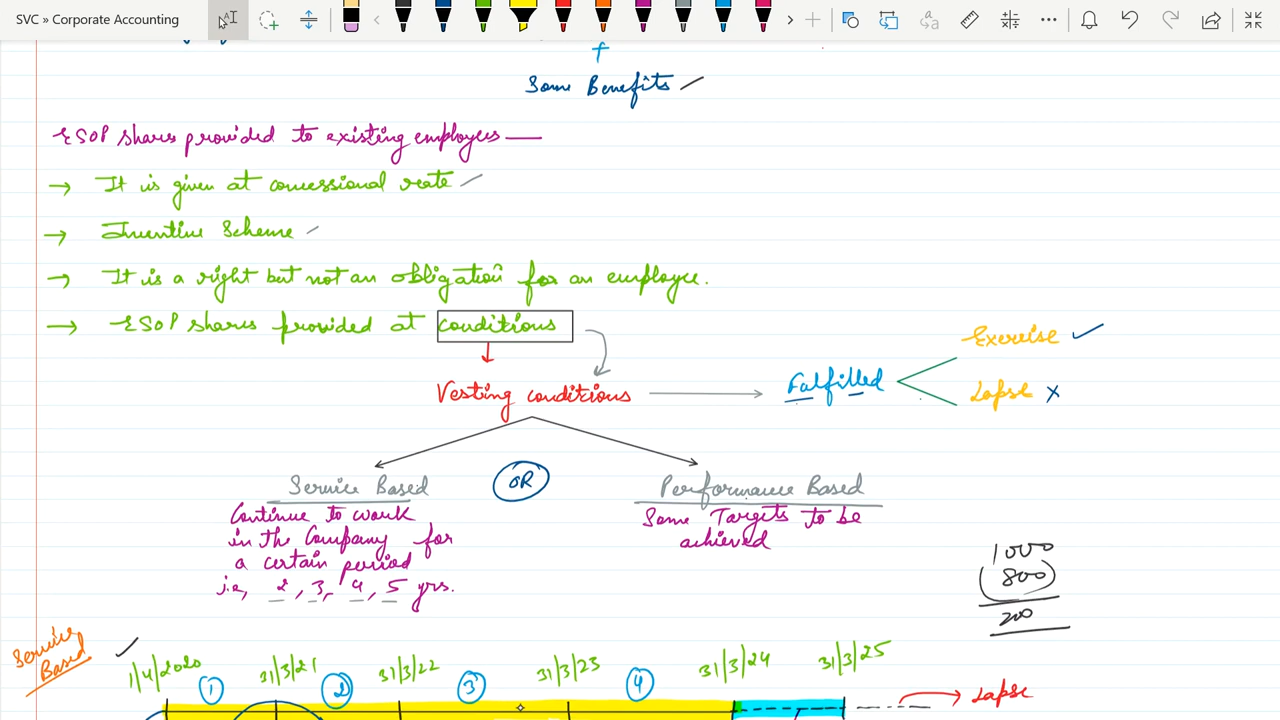 SVC » Corporate Accounting
Some Benefits
ESOP shares provided to existing employees
→ It is given at concessional reate
→ Incentive Scheme
→ It is a right but not an obligation for an employee.
→ ESOP shares provided at conditions
Exercise ✓
Vesting conditions
Fulfilled
Lapse ×
Service Based
OR
Performance Based
Continue to work
in the Company for
a certain period
i.e, 2, 3, 4, 5 yrs.
Some Targets to be
achieved
1000
(800)
200
Service
Based
1/4/2020
31/3/21
31/3/22
31/3/23
31/3/24
31/3/25
1
2
3
4
Lapse